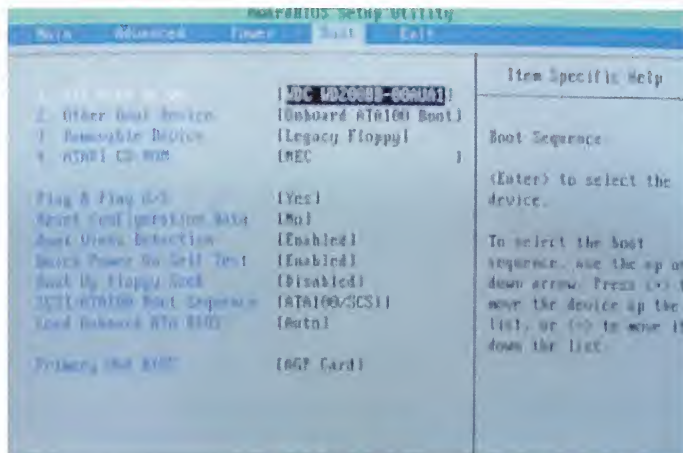 Setup Utility
Main Advanced Power Boot Exit
[WDC WD200BB-00AUA1]
2. Other Boot Device [Onboard ATA100 Boot]
3. Removable Device [Legacy Floppy]
4. ATAPI CD-ROM [NEC ]
Plug & Play O/S [Yes]
Reset Configuration Data [No]
Boot Virus Detection [Enabled]
Quick Power On Self Test [Enabled]
Boot Up Floppy Seek [Disabled]
SCSI/ATA100 Boot Sequence [ATA100/SCSI]
Load Onboard ATA BIOS [Auto]
Primary VGA BIOS [AGP Card]
Item Specific Help
Boot Sequence
<Enter> to select the
device.
To select the boot
sequence, use the up or
down arrow. Press (+)
move the device up the
list, or (-) to move it
down the list.